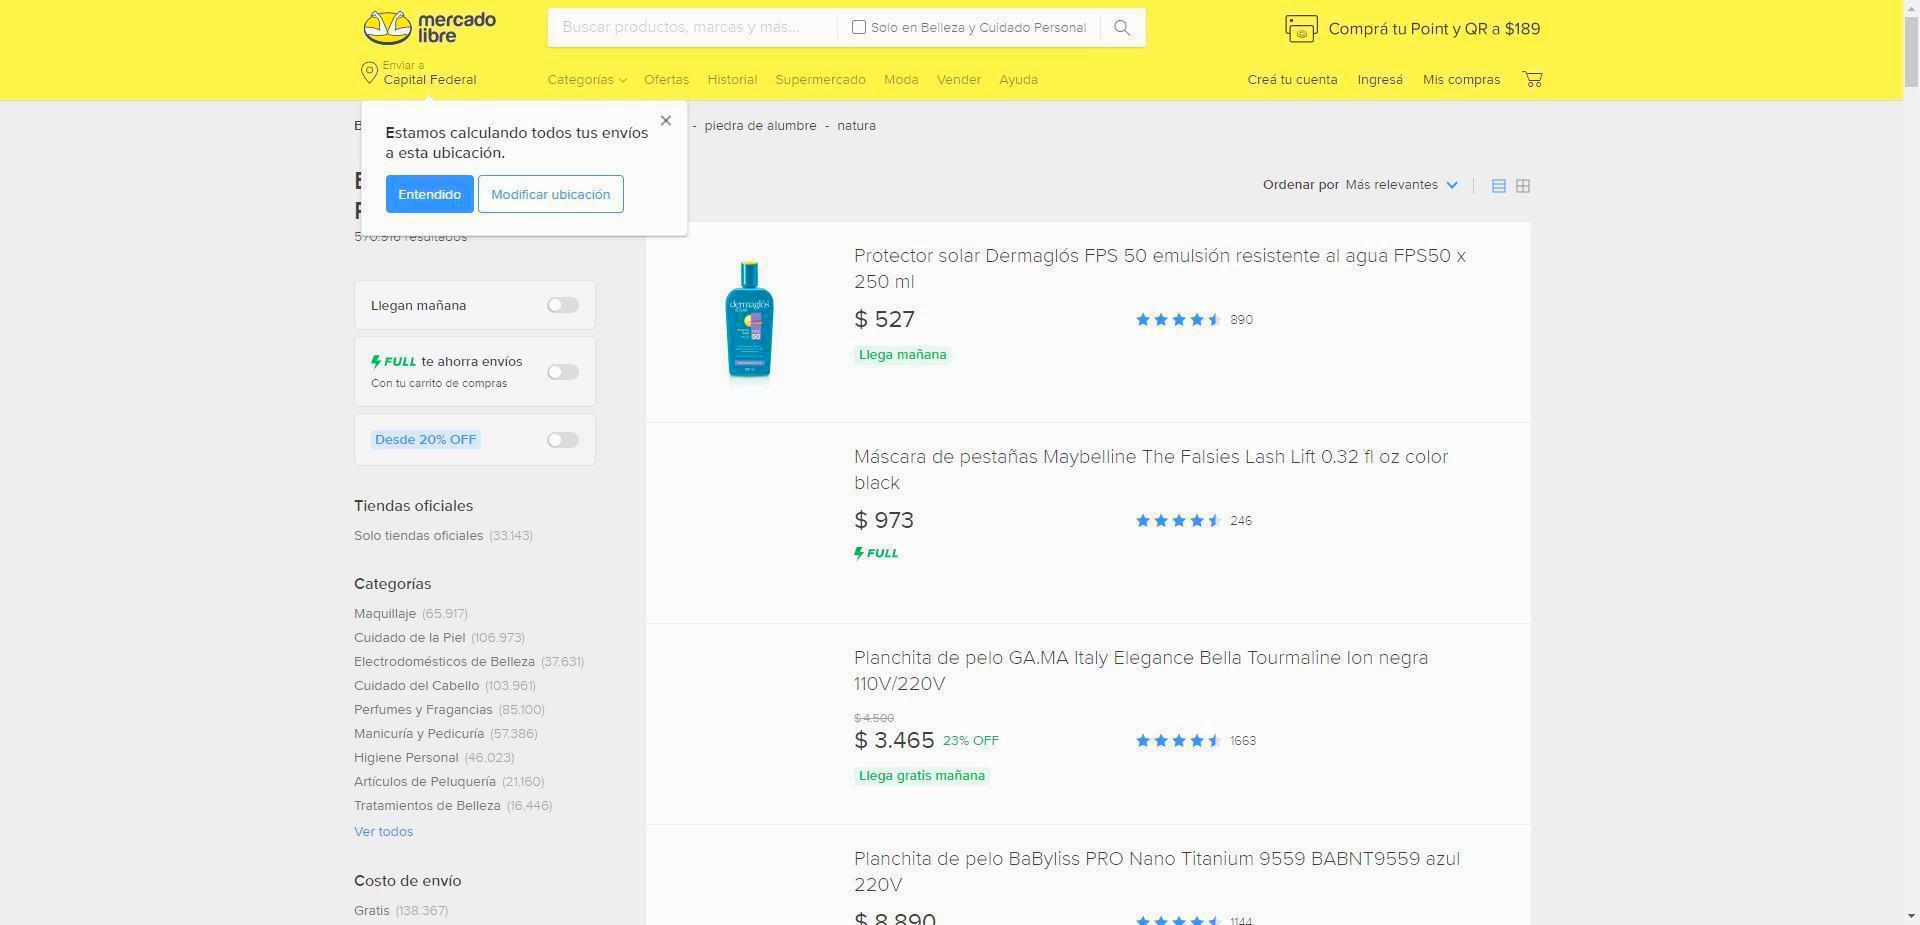 mercado
libre
Buscar productos, marcas y más...
Solo en Belleza y Cuidado Personal
Comprá tu Point y QR a $189
Enviar a
Capital Federal
Categorías
Ofertas
Historial
Supermercado
Moda
Vender
Ayuda
Creá tu cuenta
Ingresá
Mis compras
- piedra de alumbre - natura
Estamos calculando todos tus envíos
a esta ubicación.
Entendido
Modificar ubicación
570.916 resultados
Ordenar por Más relevantes
Llegan mañana
FULL te ahorra envíos
Con tu carrito de compras
Desde 20% OFF
Tiendas oficiales
Solo tiendas oficiales (33.143)
Categorías
Maquillaje (65.917)
Cuidado de la Piel (106.973)
Electrodomésticos de Belleza (37.631)
Cuidado del Cabello (103.961)
Perfumes y Fragancias (85.100)
Manicuría y Pedicuría (57.386)
Higiene Personal (46.023)
Artículos de Peluquería (21.160)
Tratamientos de Belleza (16.446)
Ver todos
Costo de envío
Gratis (138.367)
dermaglós
SOLAR
50
Protector solar Dermaglós FPS 50 emulsión resistente al agua FPS50 x
250 ml
$ 527
890
Llega mañana
Máscara de pestañas Maybelline The Falsies Lash Lift 0.32 fl oz color
black
$ 973
246
FULL
Planchita de pelo GA.MA Italy Elegance Bella Tourmaline Ion negra
110V/220V
$ 4.500
$ 3.465 23% OFF
1663
Llega gratis mañana
Planchita de pelo BaByliss PRO Nano Titanium 9559 BABNT9559 azul
220V
$ 8.890
1144